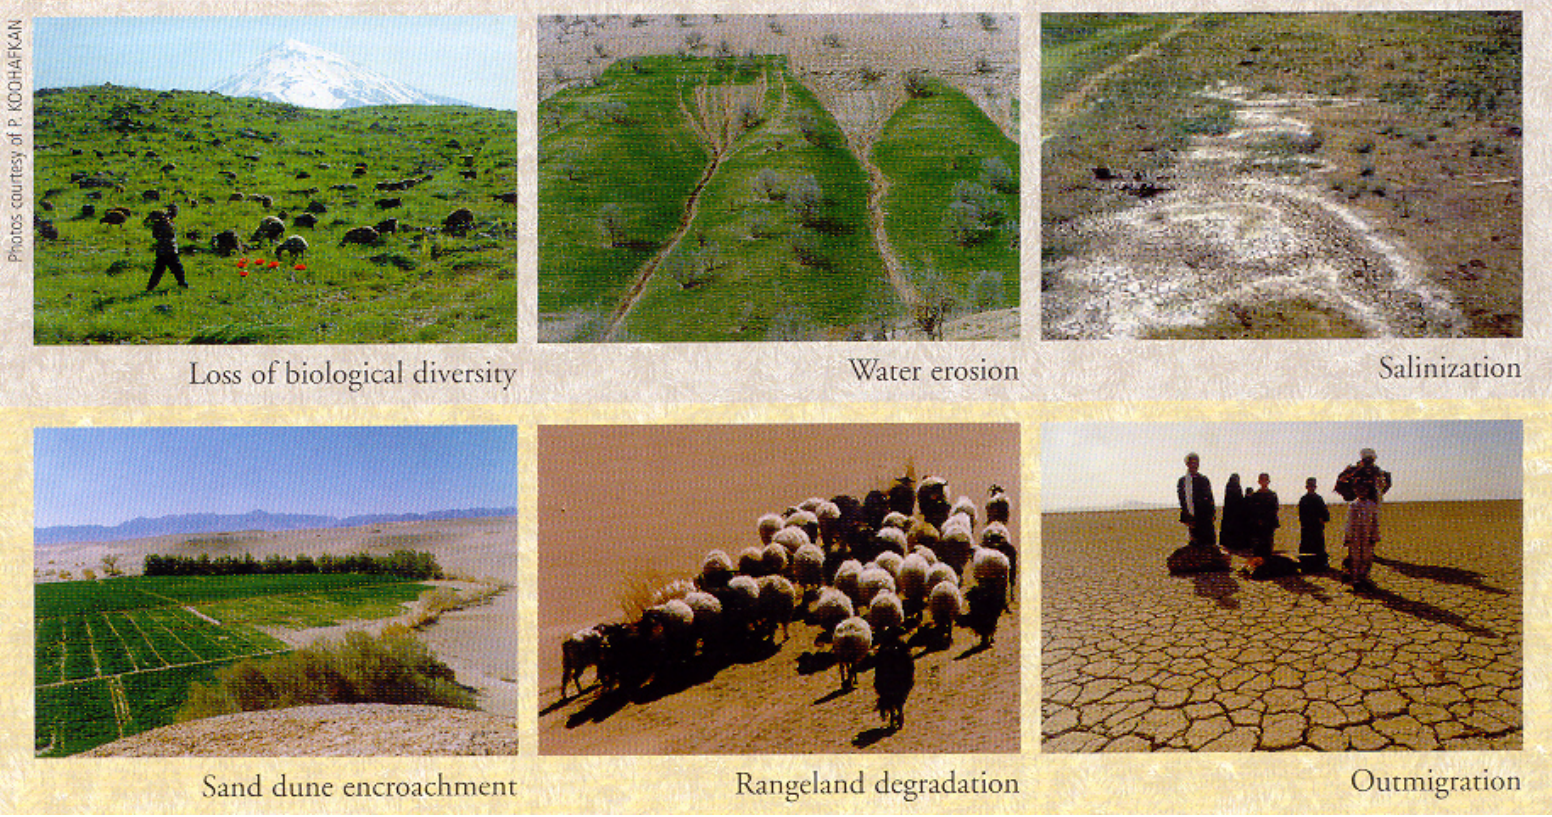 Photos courtesy of P. KOOHAFKAN
Loss of biological diversity
Water erosion
Salinization
Sand dune encroachment
Rangeland degradation
Outmigration